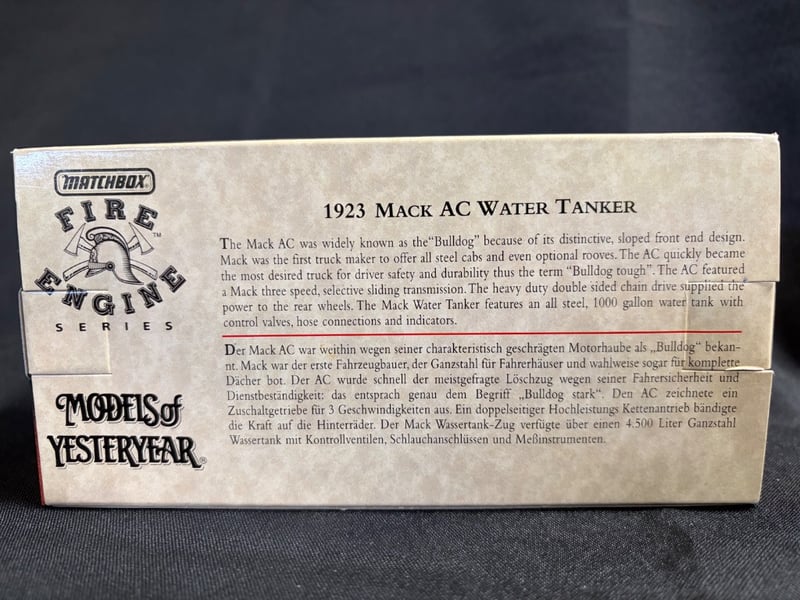 MATCHBOX
FIRE
ENGINE
SERIES
MODELS of
YESTERYEAR®
1923 MACK AC WATER TANKER
The Mack AC was widely known as the“Bulldog” because of its distinctive, sloped front end design.
Mack was the first truck maker to offer all steel cabs and even optional rooves. The AC quickly became
the most desired truck for driver safety and durability thus the term “Bulldog tough”. The AC featured
a Mack three speed, selective sliding transmission. The heavy duty double sided chain drive supplied the
power to the rear wheels. The Mack Water Tanker features an all steel, 1000 gallon water tank with
control valves, hose connections and indicators.
Der Mack AC war weithin wegen seiner charakteristisch geschrägten Motorhaube als „Bulldog“ bekan-
nt. Mack war der erste Fahrzeugbauer, der Ganzstahl für Fahrerhäuser und wahlweise sogar für komplette
Dächer bot. Der AC wurde schnell der meistgefragte Löschzug wegen seiner Fahrersicherheit und
Dienstbeständigkeit: das entsprach genau dem Begriff „Bulldog stark“. Den AC zeichnete ein
Zuschaltgetriebe für 3 Geschwindigkeiten aus. Ein doppelseitiger Hochleistungs Kettenantrieb bändigte
die Kraft auf die Hinterräder. Der Mack Wassertank-Zug verfügte über einen 4.500 Liter Ganzstahl
Wassertank mit Kontrollventilen, Schlauchanschlüssen und Meßinstrumenten.